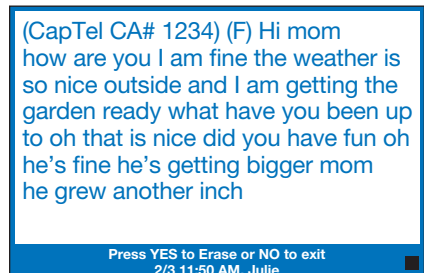 (CapTel CA# 1234) (F) Hi mom
how are you I am fine the weather is
so nice outside and I am getting the
garden ready what have you been up
to oh that is nice did you have fun oh
he's fine he's getting bigger mom
he grew another inch
Press YES to Erase or NO to exit
2/3 11:50 AM Julie